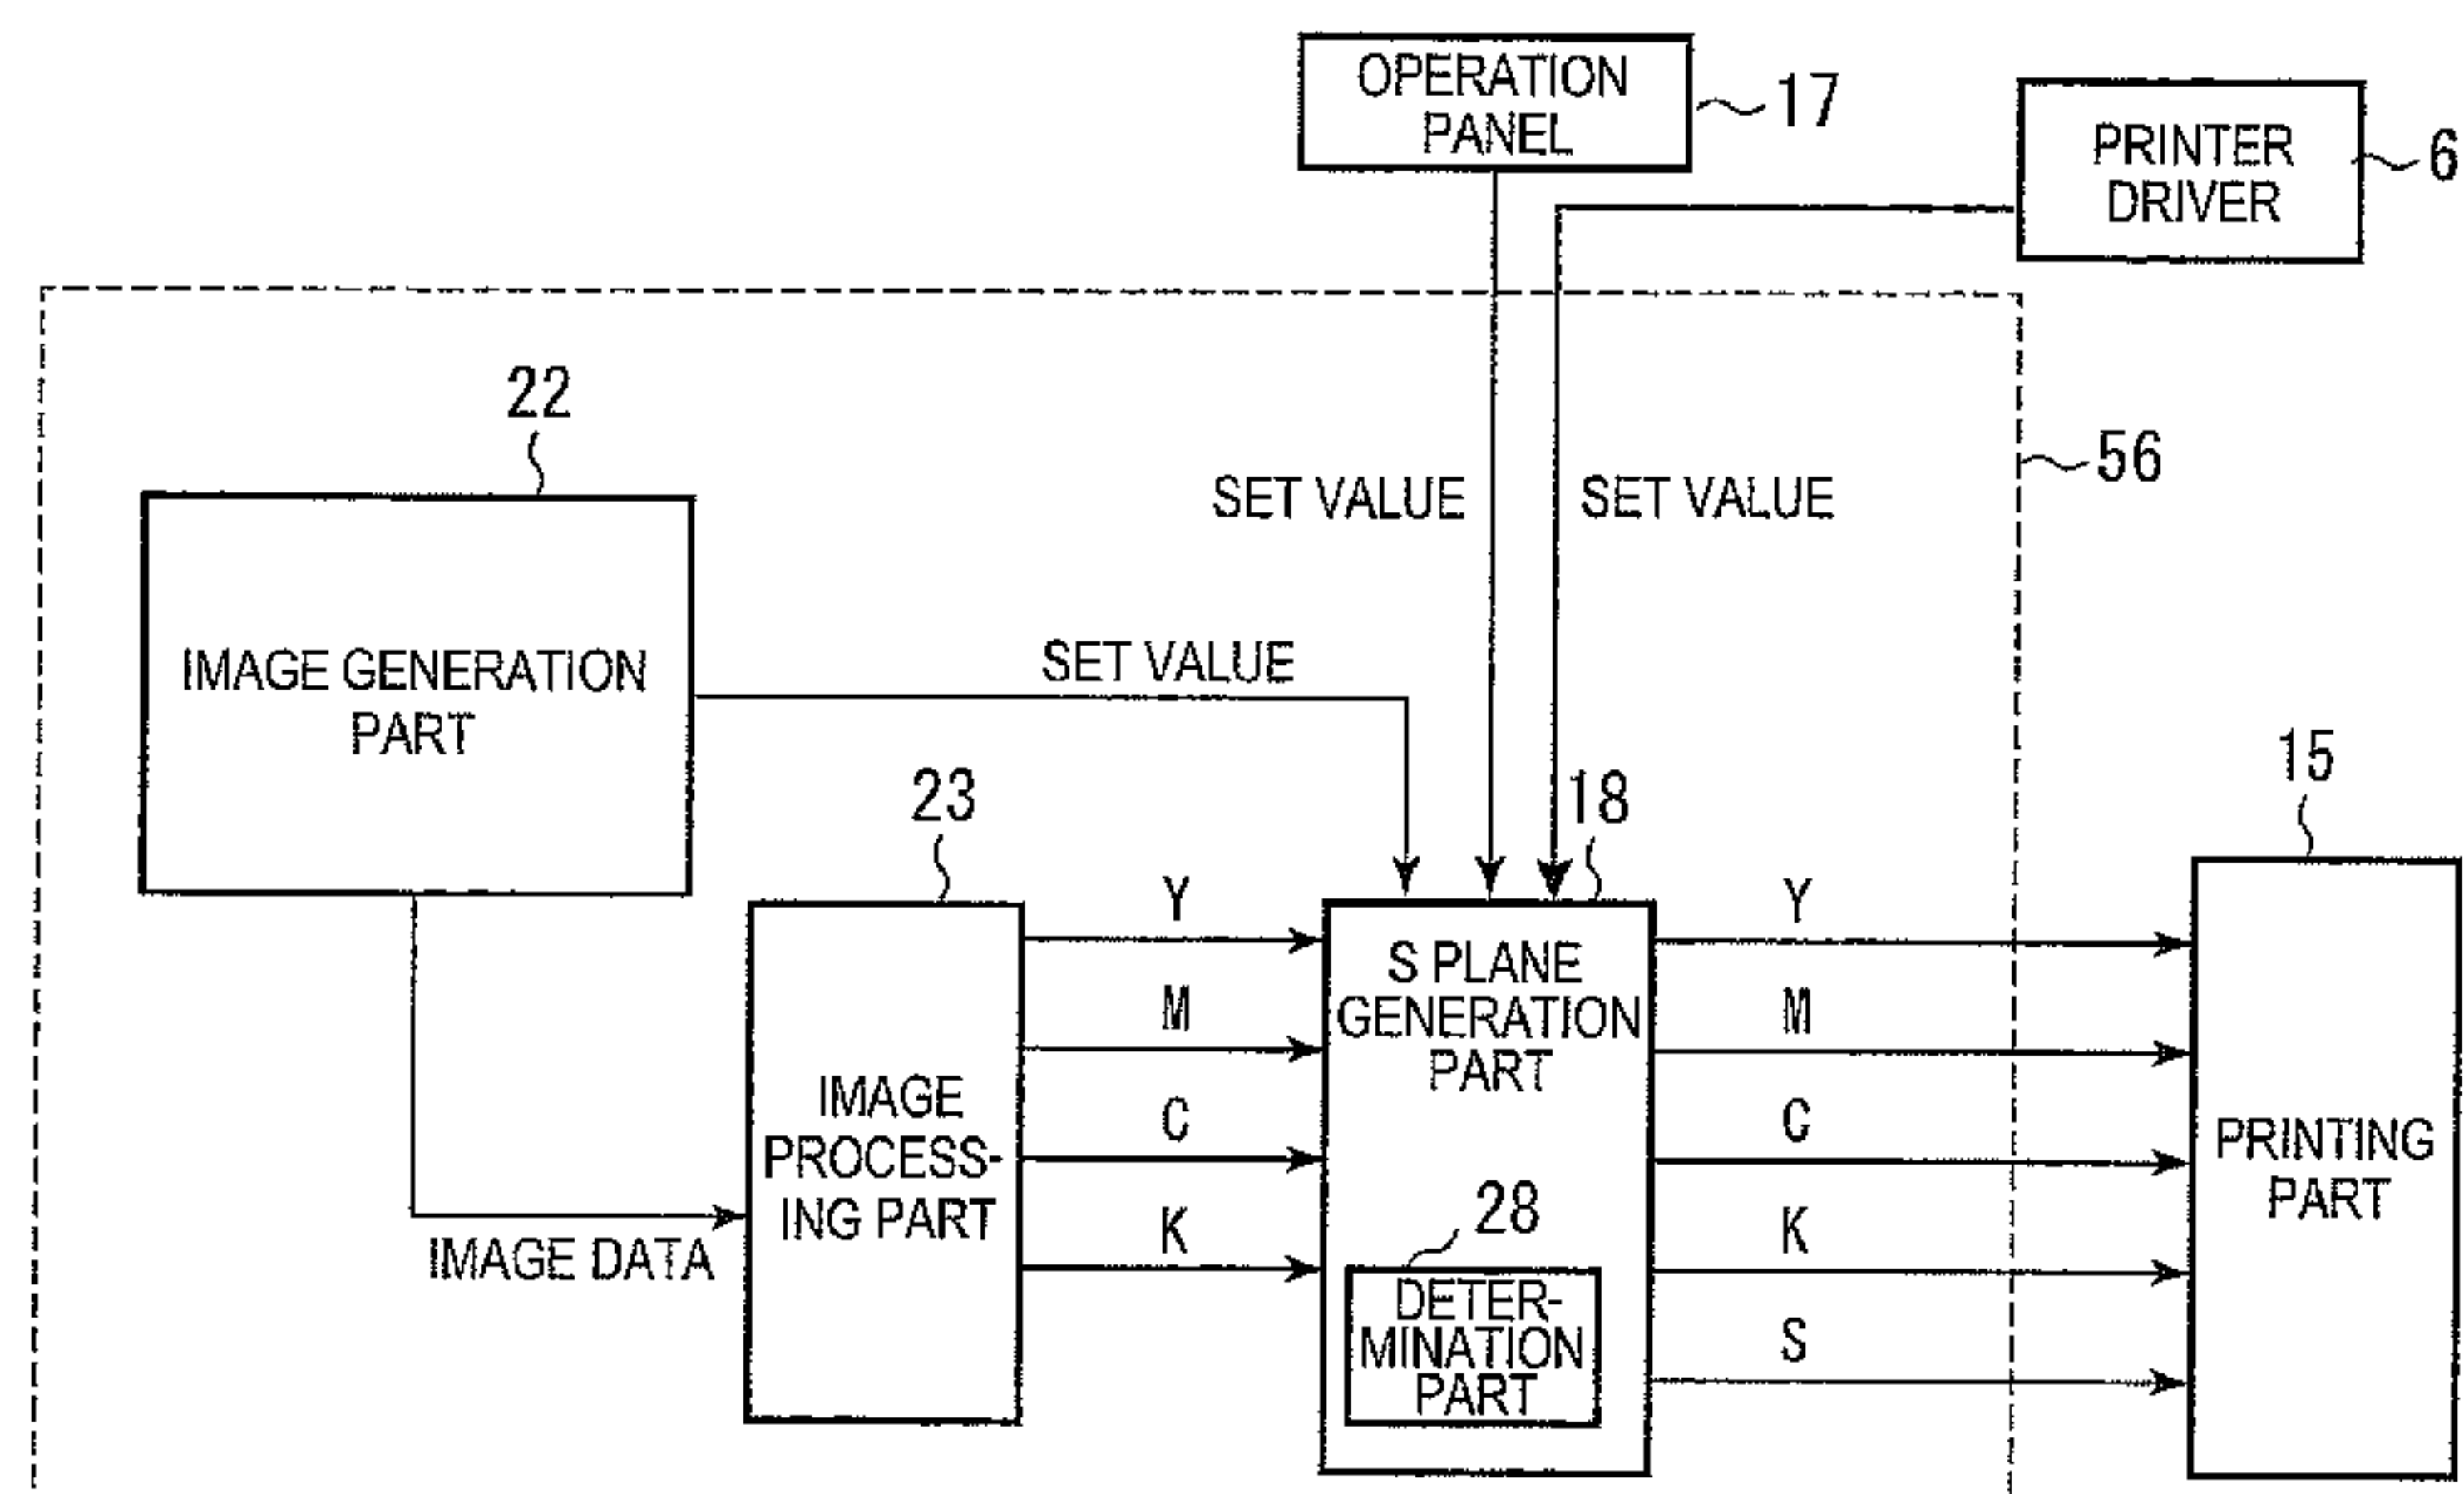 OPERATION
PANEL
17
PRINTER
DRIVER
6
22
SET VALUE
SET VALUE
56
IMAGE GENERATION
PART
SET VALUE
23
18
15
Y
M
C
K
IMAGE
PROCESS-
ING PART
IMAGE DATA
S PLANE
GENERATION
PART
28
DETER-
MINATION
PART
Y
M
C
K
S
PRINTING
PART